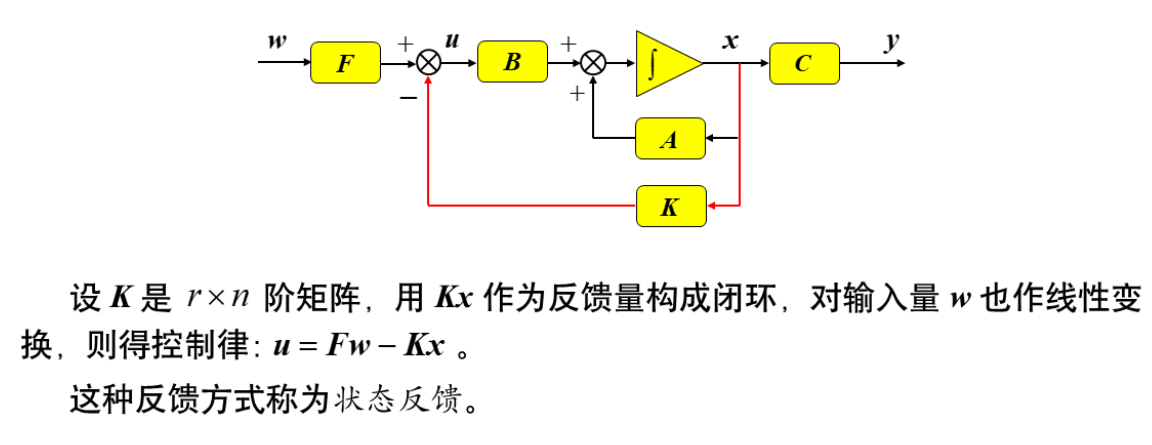 w F + u B + ∫ x C y
−
+
A
K
设 K 是 r×n 阶矩阵，用 Kx 作为反馈量构成闭环，对输入量 w 也作线性变
换，则得控制律：u = Fw − Kx 。
这种反馈方式称为状态反馈。